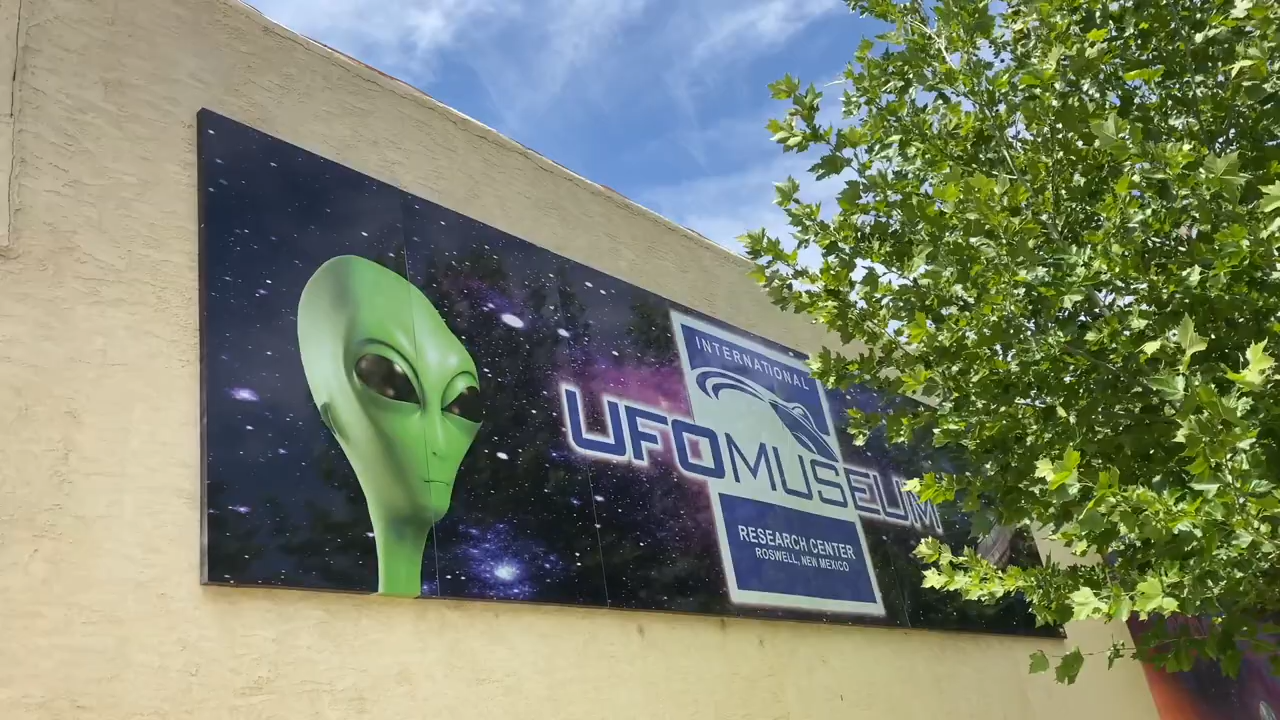 INTERNATIONAL
UFOMUSEUM
RESEARCH CENTER
ROSWELL, NEW MEXICO